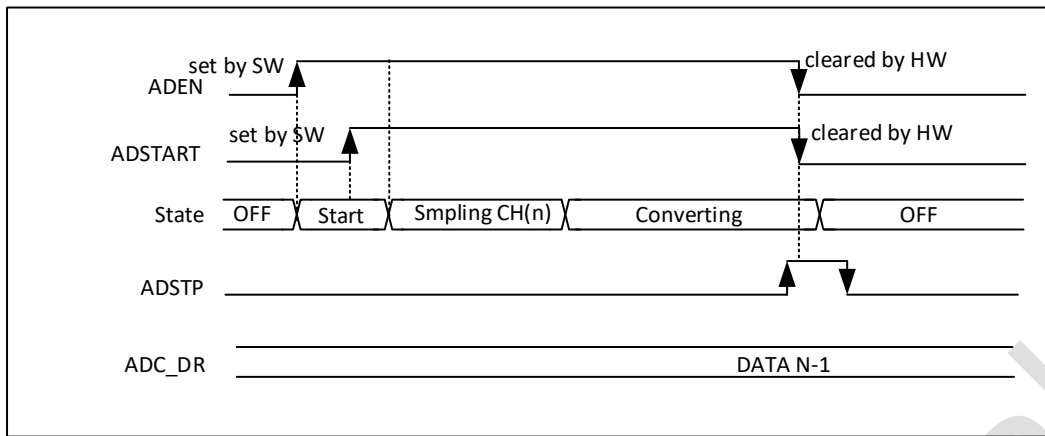 set by SW cleared by HW
ADEN
set by SW cleared by HW
ADSTART
State OFF Start Smpling CH(n) Converting OFF
ADSTP
ADC_DR DATA N-1